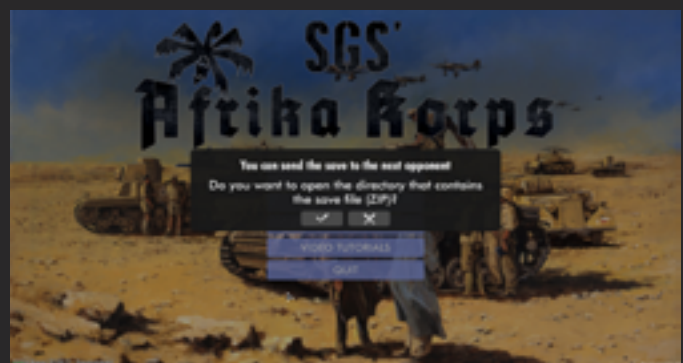 SGS'
Afrika Korps
You can send the save to the next opponent
Do you want to open the directory that contains
the save file (ZIP)?
VIDEO TUTORIALS
QUIT